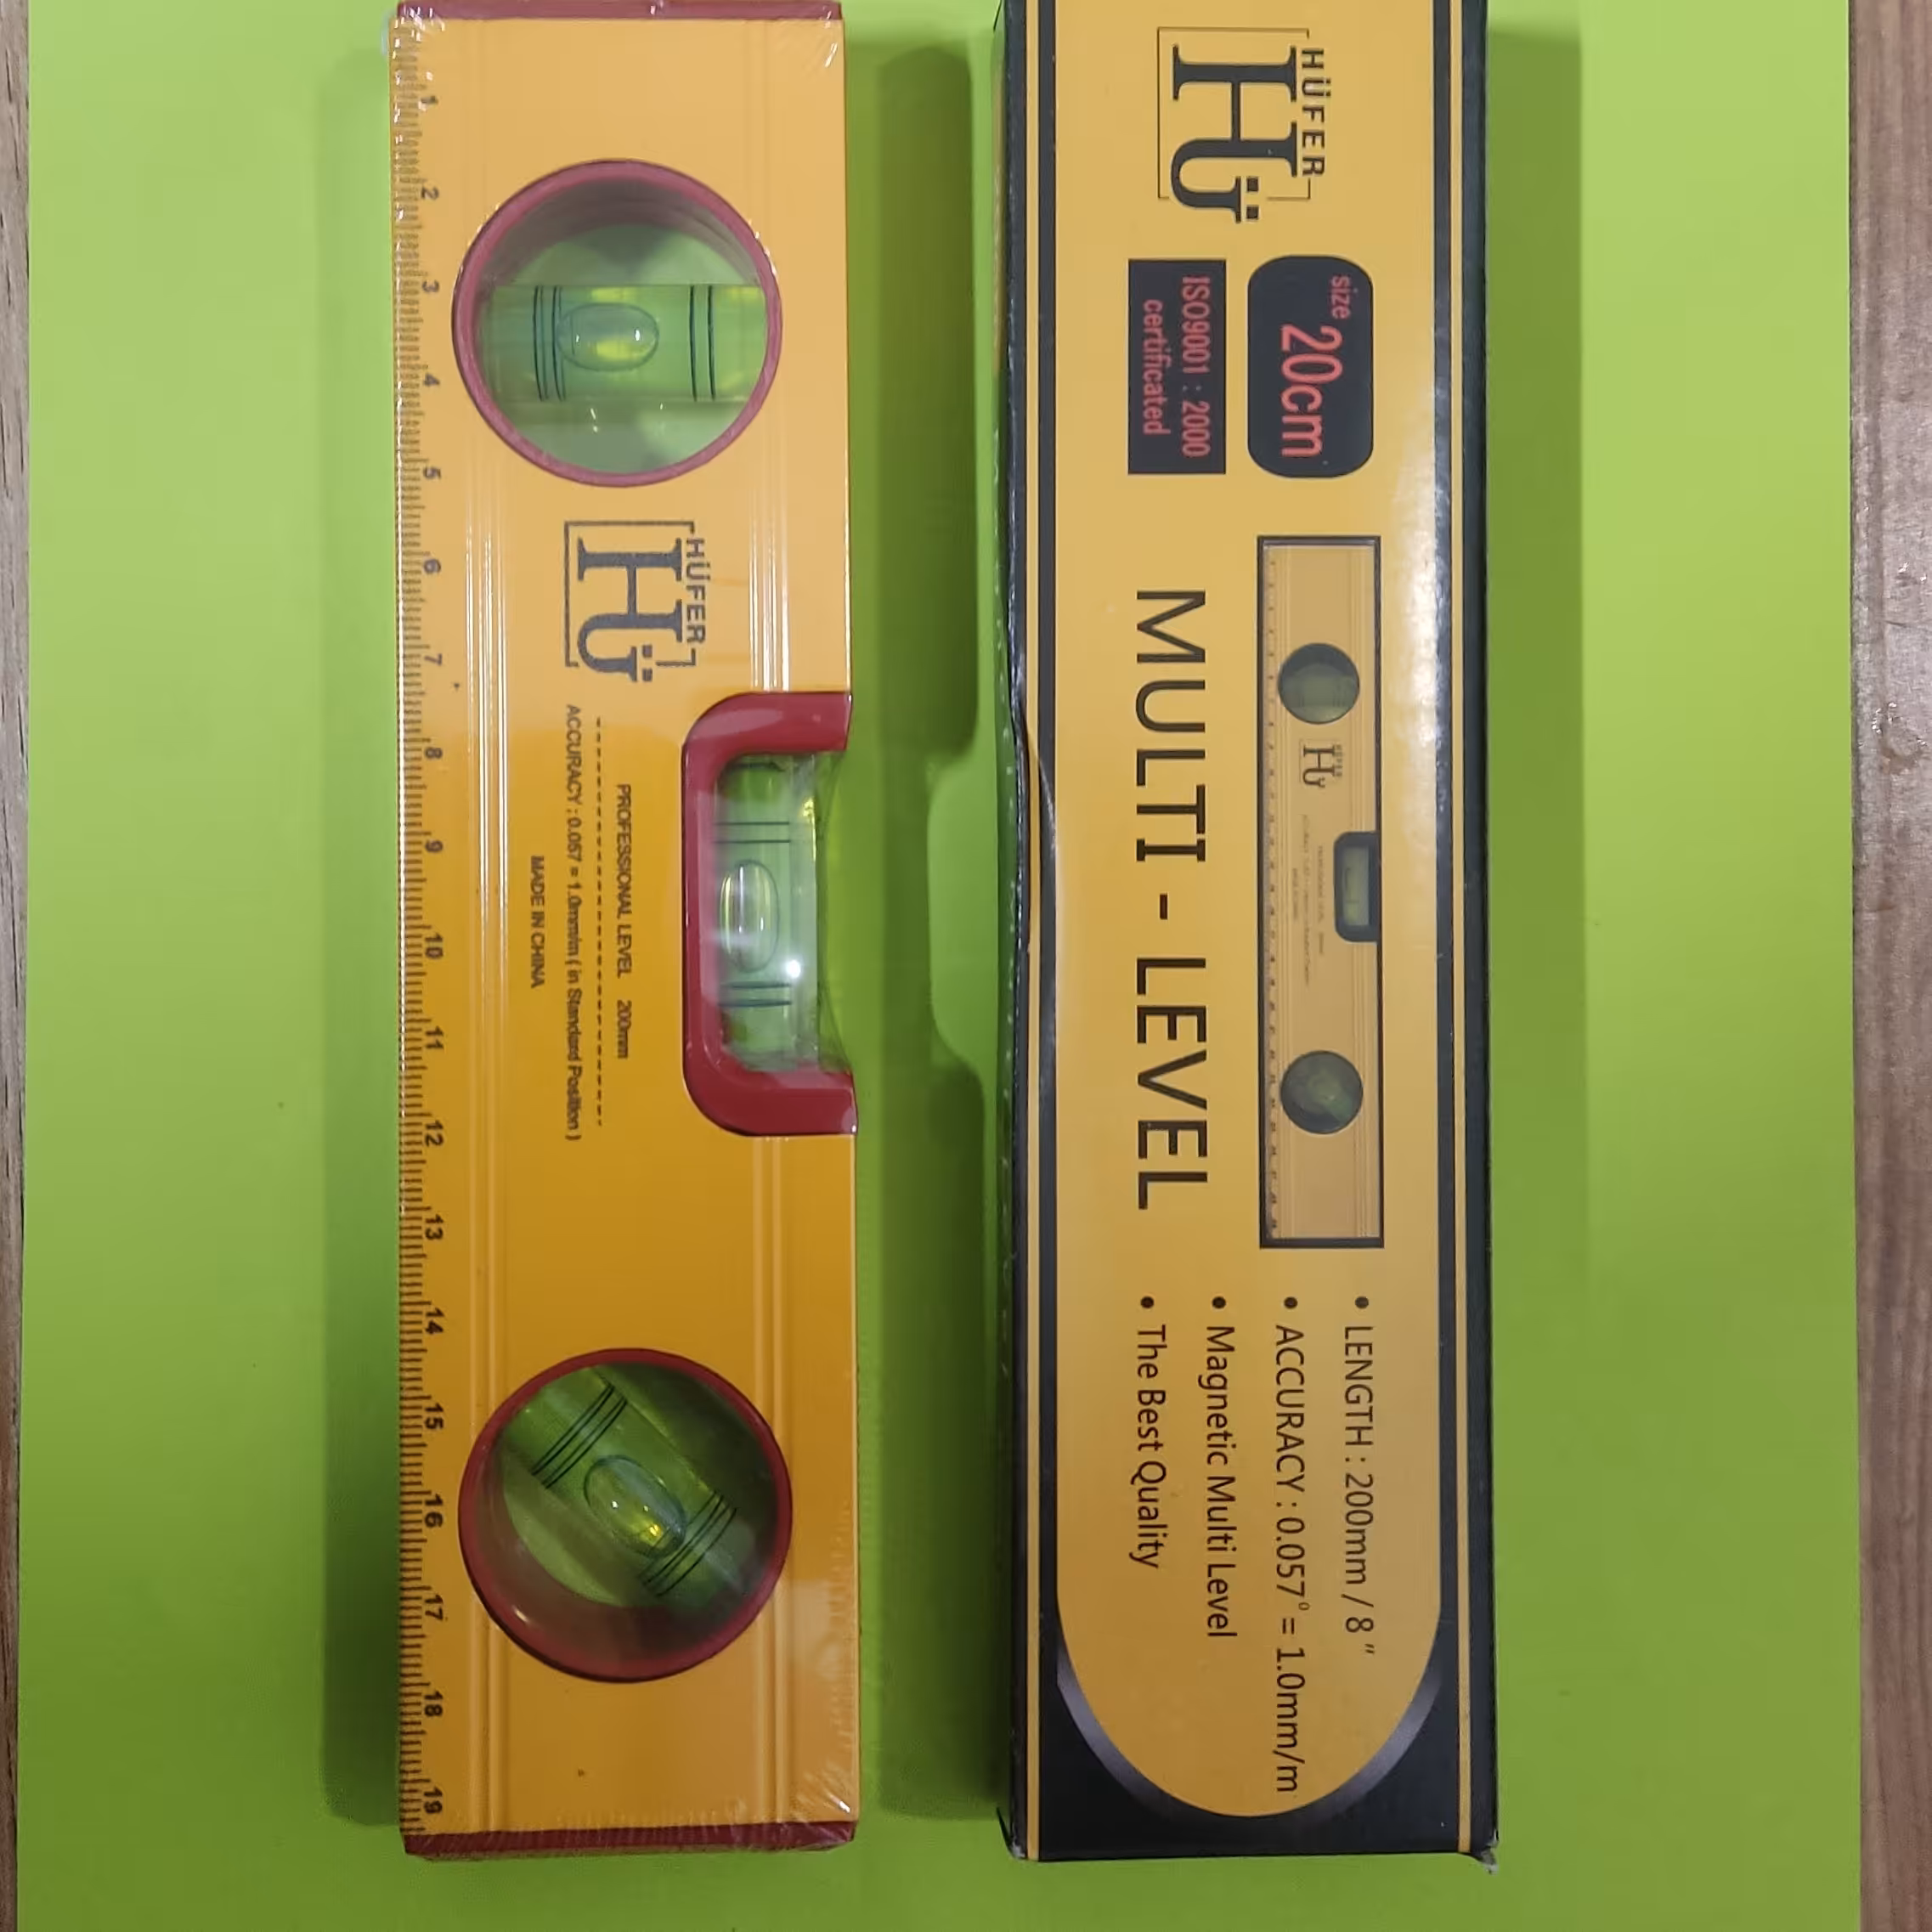 1 2 3 4 5 6 7 8 9 10 11 12 13 14 15 16 17 18 19
HÜFER
Hü
PROFESSIONAL LEVEL 200mm
ACCURACY : 0.057 = 1.0mm/m ( in Standard Position )
MADE IN CHINA
HÜFER
Hü
size
20cm
ISO9001 : 2000
certificated
HÜFER
Hü
MULTI - LEVEL
• LENGTH : 200mm / 8 "
• ACCURACY : 0.057° = 1.0mm/m
• Magnetic Multi Level
• The Best Quality